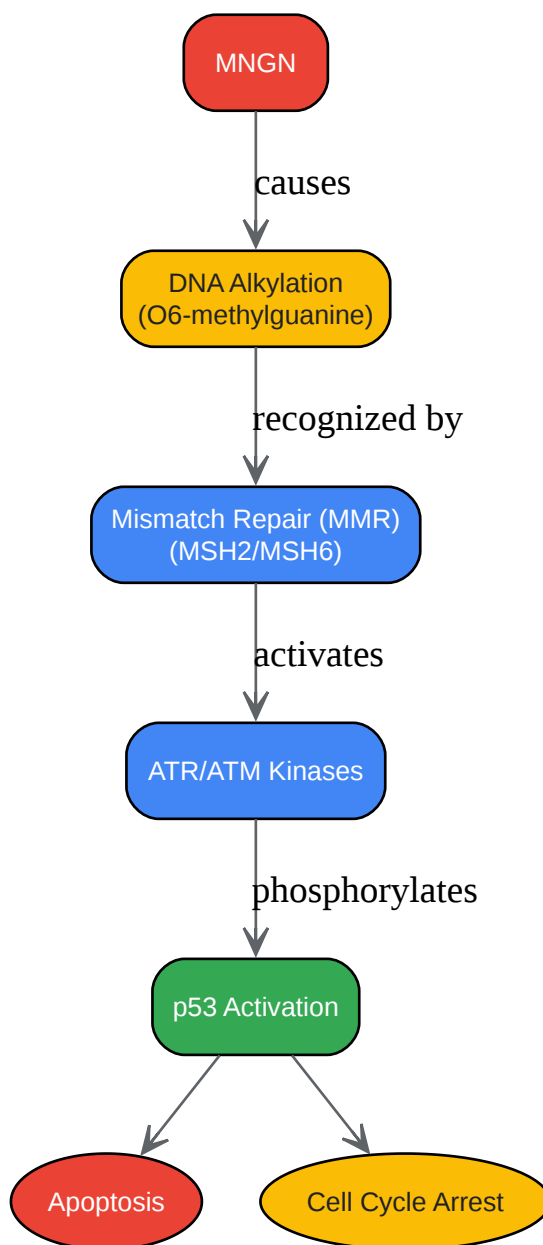 MNGN
causes
DNA Alkylation
(O6-methylguanine)
recognized by
Mismatch Repair (MMR)
(MSH2/MSH6)
activates
ATR/ATM Kinases
phosphorylates
p53 Activation
Apoptosis
Cell Cycle Arrest